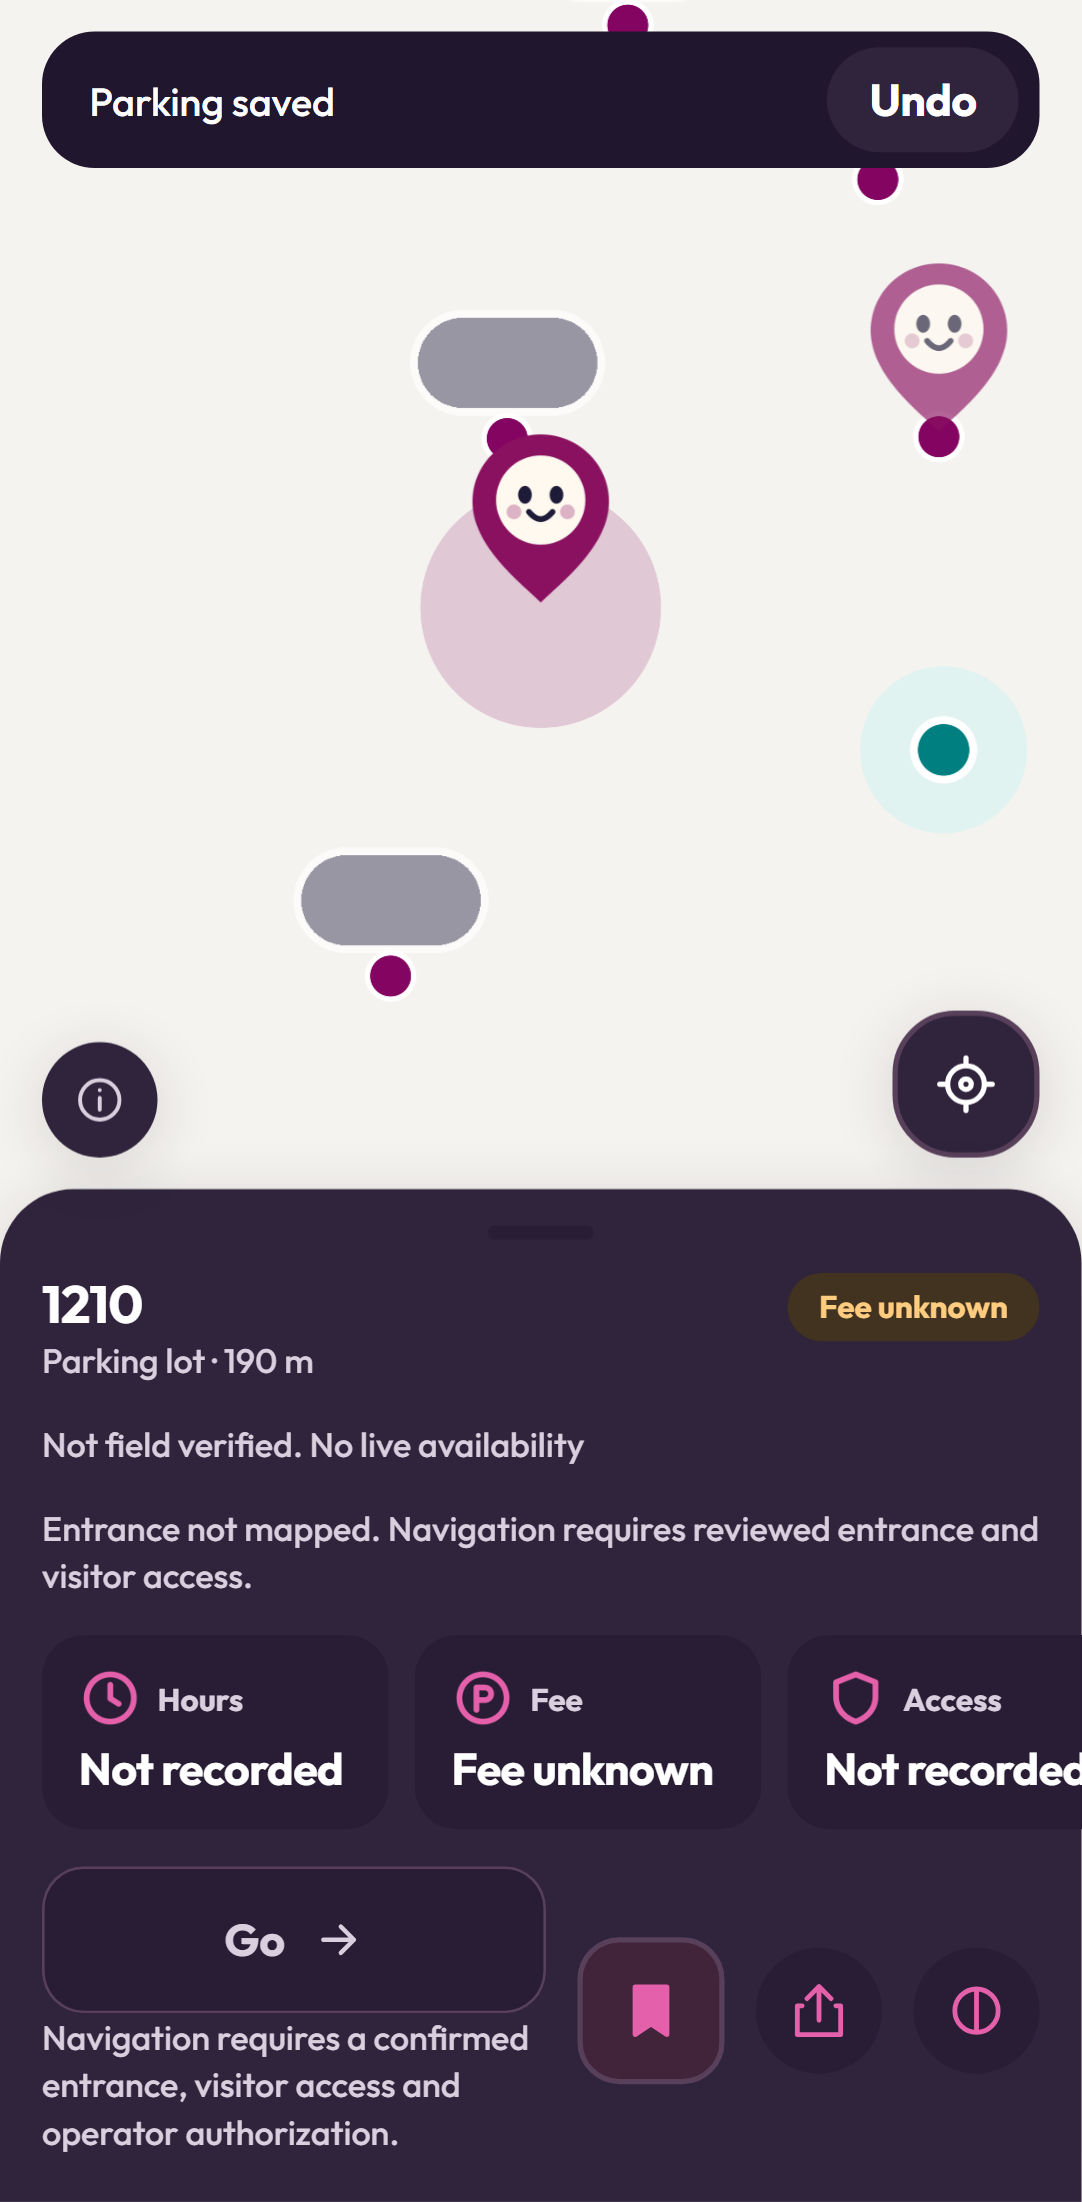 Parking saved
Undo
1210
Fee unknown
Parking lot · 190 m
Not field verified. No live availability
Entrance not mapped. Navigation requires reviewed entrance and
visitor access.
Hours
Not recorded
Fee
Fee unknown
Access
Not recorded
Go
Navigation requires a confirmed
entrance, visitor access and
operator authorization.